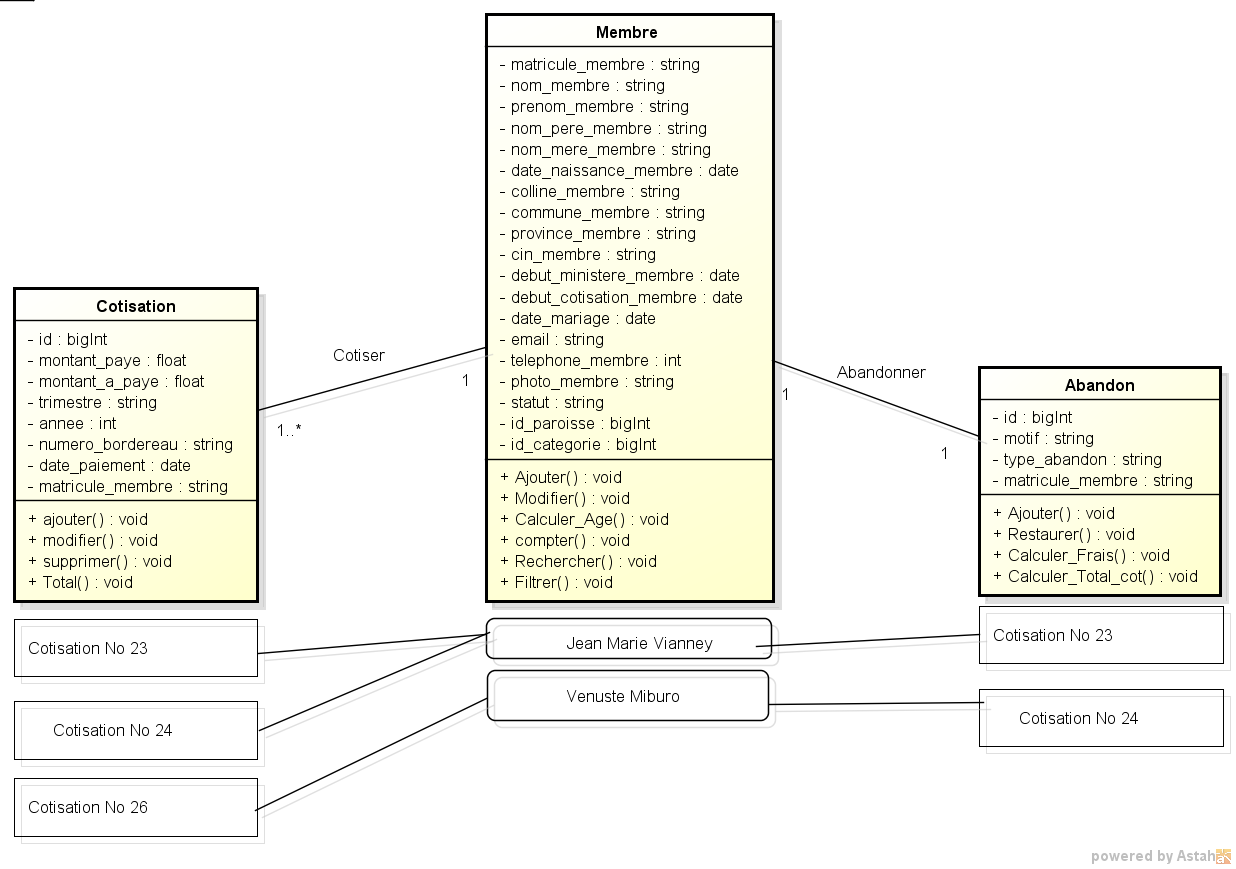 Membre
- matricule_membre : string
- nom_membre : string
- prenom_membre : string
- nom_pere_membre : string
- nom_mere_membre : string
- date_naissance_membre : date
- colline_membre : string
- commune_membre : string
- province_membre : string
- cin_membre : string
- debut_ministere_membre : date
- debut_cotisation_membre : date
- date_mariage : date
- email : string
- telephone_membre : int
- photo_membre : string
- statut : string
- id_paroisse : bigInt
- id_categorie : bigInt
+ Ajouter() : void
+ Modifier() : void
+ Calculer_Age() : void
+ compter() : void
+ Rechercher() : void
+ Filtrer() : void
Cotisation
- id : bigInt
- montant_paye : float
- montant_a_paye : float
- trimestre : string
- annee : int
- numero_bordereau : string
- date_paiement : date
- matricule_membre : string
+ ajouter() : void
+ modifier() : void
+ supprimer() : void
+ Total() : void
Cotiser
1
1..*
Abandonner
1
1
Abandon
- id : bigInt
- motif : string
- type_abandon : string
- matricule_membre : string
+ Ajouter() : void
+ Restaurer() : void
+ Calculer_Frais() : void
+ Calculer_Total_cot() : void
Cotisation No 23
Cotisation No 24
Cotisation No 26
Jean Marie Vianney
Venuste Miburo
Cotisation No 23
Cotisation No 24
powered by Astah